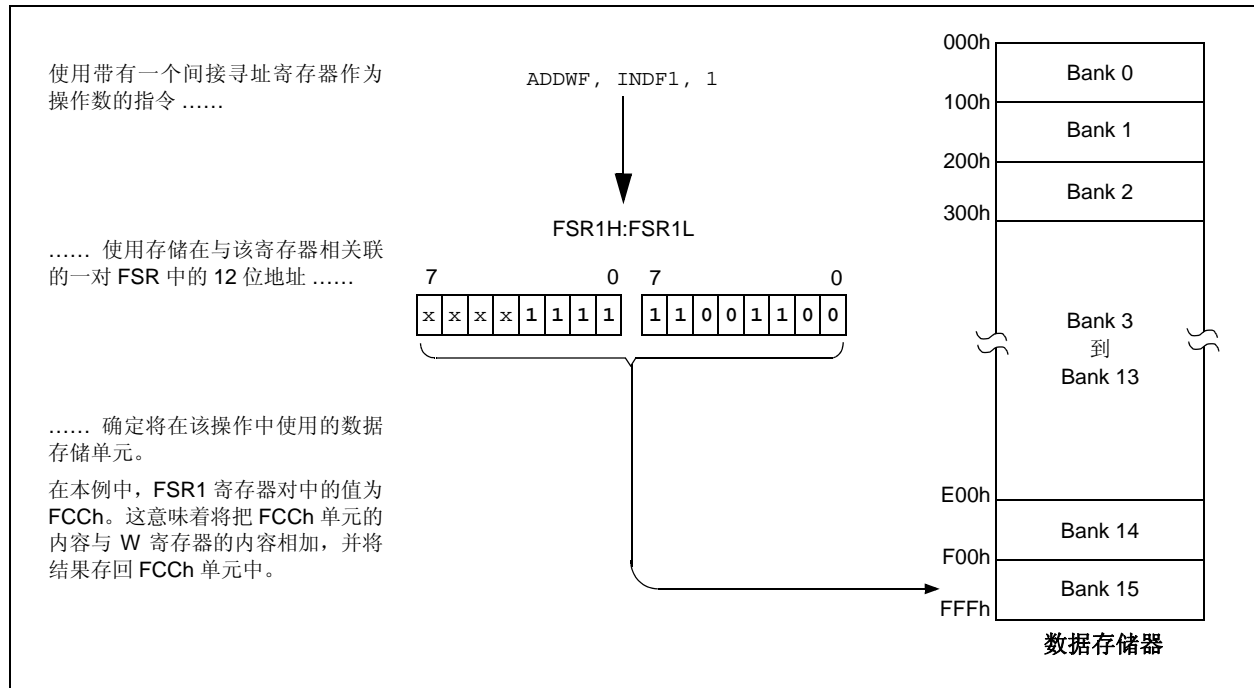 使用带有一个间接寻址寄存器作为
操作数的指令 ……
ADDWF, INDF1, 1
FSR1H:FSR1L
…… 使用存储在与该寄存器相关联
的一对 FSR 中的 12 位地址 ……
7 0 7 0
x x x x 1 1 1 1 1 1 0 0 1 1 0 0
…… 确定将在该操作中使用的数据
存储单元。
在本例中，FSR1 寄存器对中的值为
FCCh。这意味着将把 FCCh 单元的
内容与 W 寄存器的内容相加，并将
结果存回 FCCh 单元中。
000h
Bank 0
100h
Bank 1
200h
Bank 2
300h
Bank 3
到
Bank 13
E00h
Bank 14
F00h
Bank 15
FFFh
数据存储器